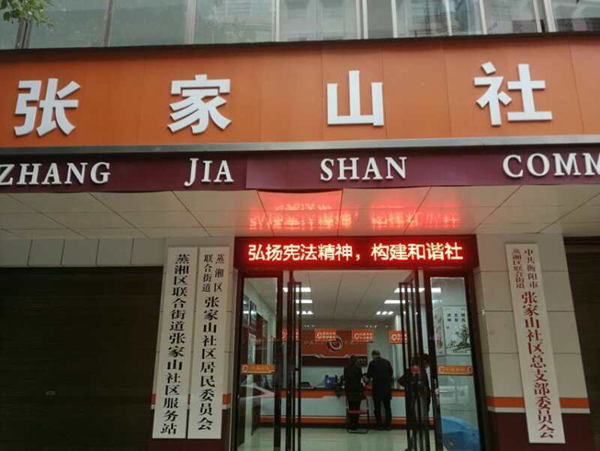 张家山社
ZHANG JIA SHAN COMM
弘扬宪法精神，构建和谐社
蒸湘区联合街道张家山社区服务站
蒸湘区
联合街道
张家山社区居民委员会
中共衡阳市
蒸湘区联合街道
张家山社区总支部委员会